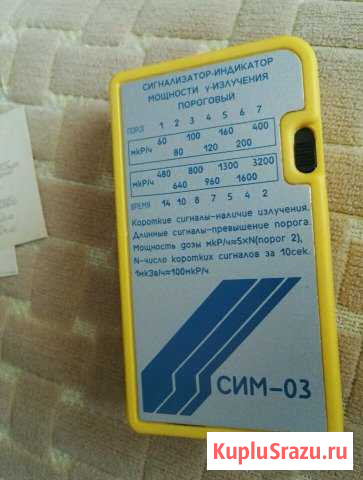 СИГНАЛИЗАТОР-ИНДИКАТОР
МОЩНОСТИ γ-ИЗЛУЧЕНИЯ
ПОРОГОВЫЙ
ПОРОГ 1 2 3 4 5 6 7
мкР/ч 60 100 160 400
80 120 200
мкР/ч 480 800 1300 3200
640 960 1600
ВРЕМЯ 14 10 8 7 5 4 2
Короткие сигналы-наличие излучения.
Длинные сигналы-превышение порога.
Мощность дозы мкР/ч≈5×N(порог 2),
N-число коротких сигналов за 10сек.
1мкЗв/ч≈100мкР/ч.
СИМ-03
KupluSrazu.ru
КуплюСразу.ru